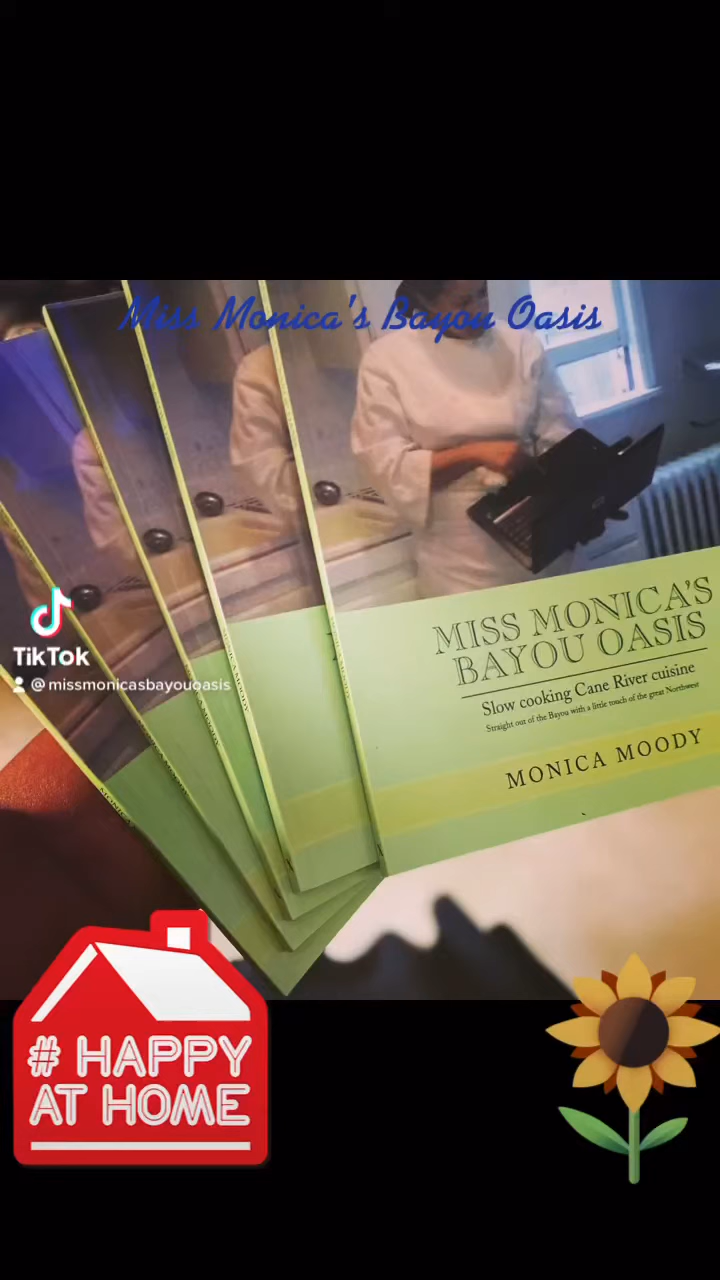 Miss Monica's Bayou Oasis
MISS MONICA'S
BAYOU OASIS
Slow cooking Cane River cuisine
Straight out of the Bayou with a little touch of the great Northwest
MONICA MOODY
TikTok
@missmonicasbayouoasis
# HAPPY
AT HOME